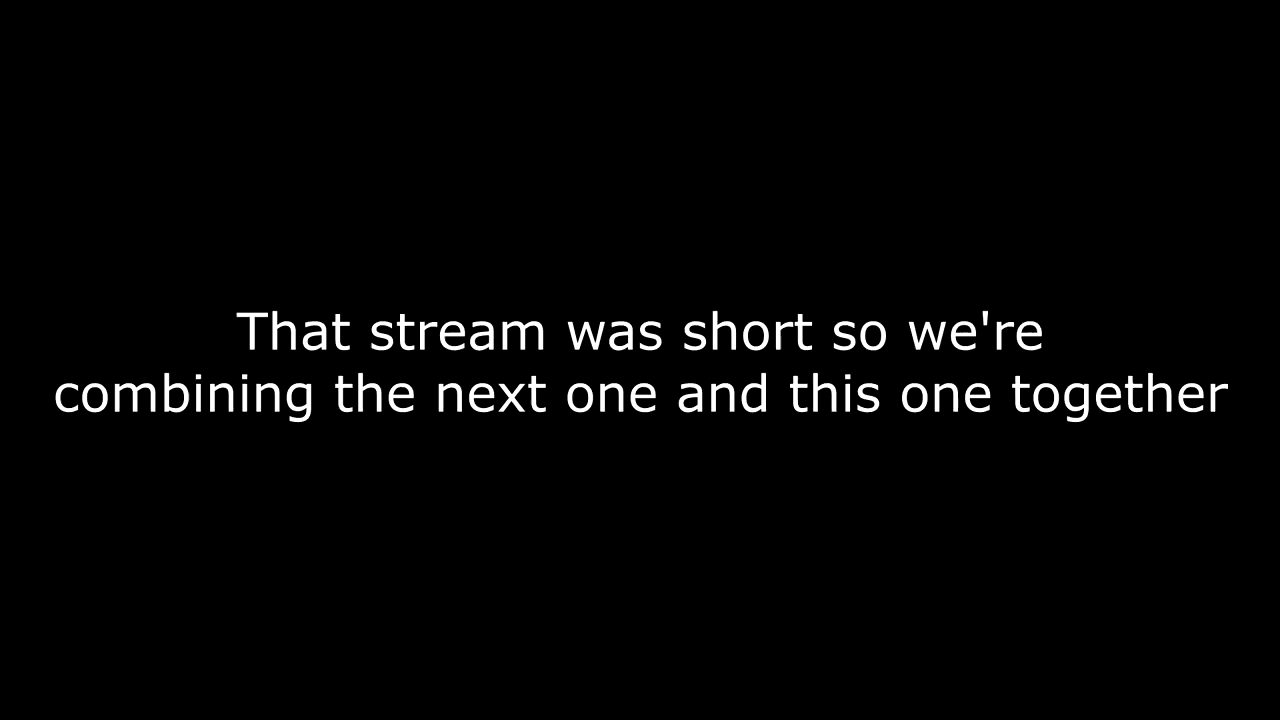 That stream was short so we're
combining the next one and this one together